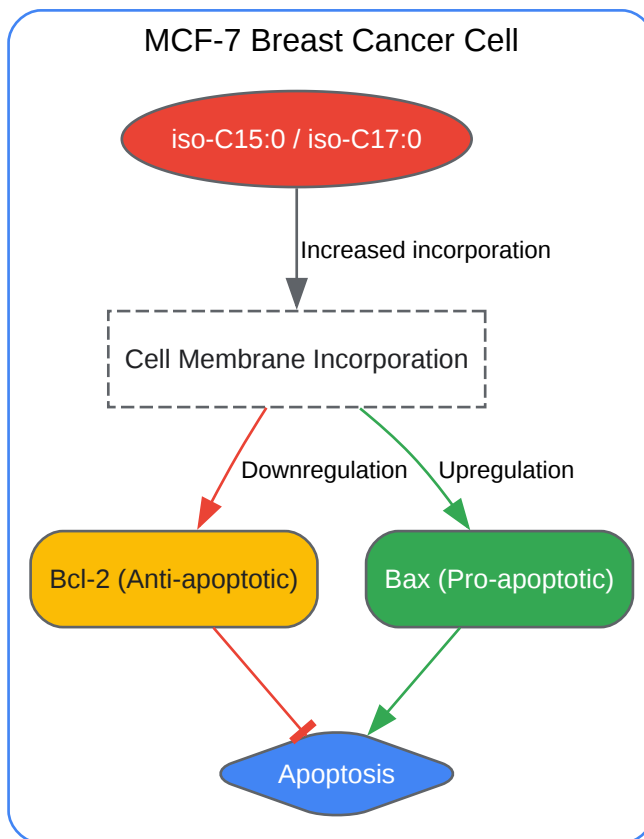 MCF-7 Breast Cancer Cell
iso-C15:0 / iso-C17:0
Increased incorporation
Cell Membrane Incorporation
Downregulation
Upregulation
Bcl-2 (Anti-apoptotic)
Bax (Pro-apoptotic)
Apoptosis